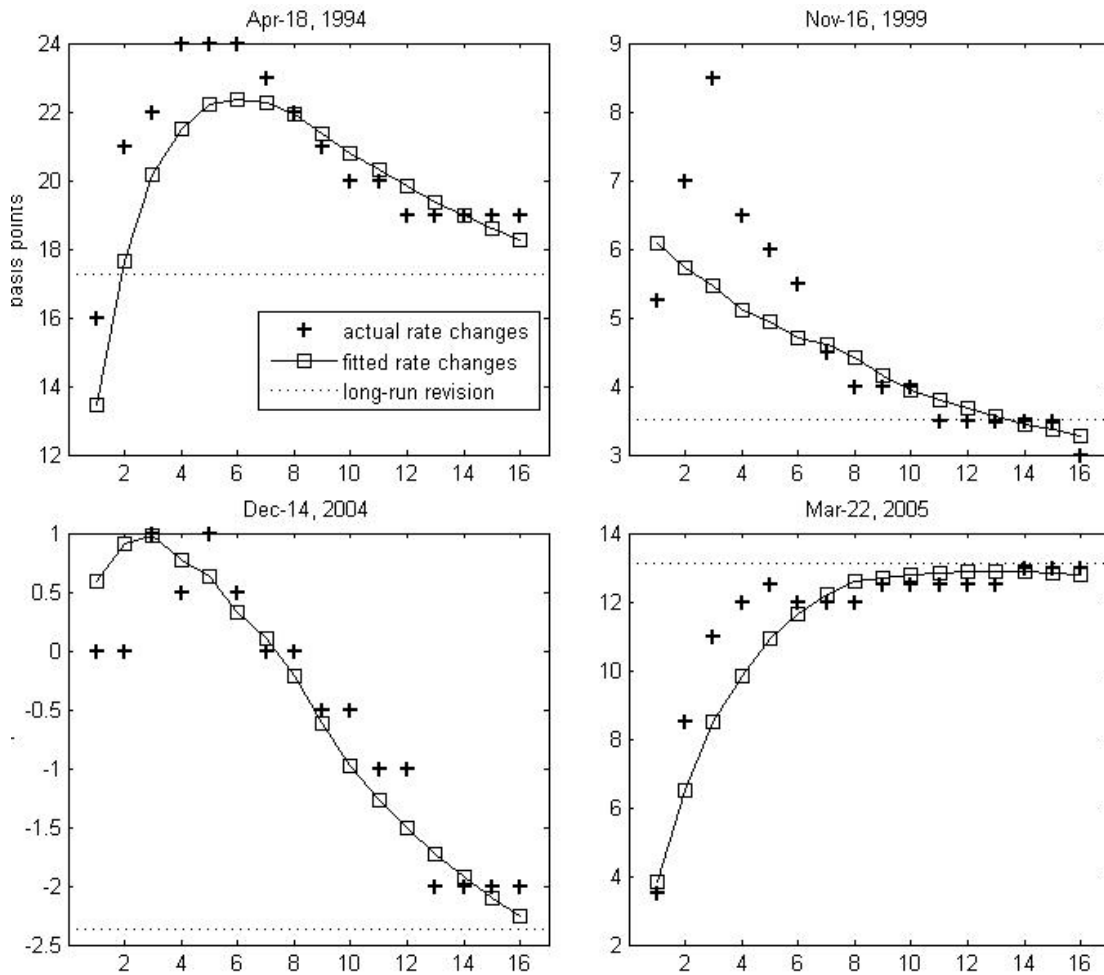 Apr-18, 1994
24
22
20
18
16
14
12
basis points
actual rate changes
fitted rate changes
long-run revision
2 4 6 8 10 12 14 16
Nov-16, 1999
9
8
7
6
5
4
3
2 4 6 8 10 12 14 16
Dec-14, 2004
1
0.5
0
-0.5
-1
-1.5
-2
-2.5
2 4 6 8 10 12 14 16
Mar-22, 2005
14
12
10
8
6
4
2
2 4 6 8 10 12 14 16